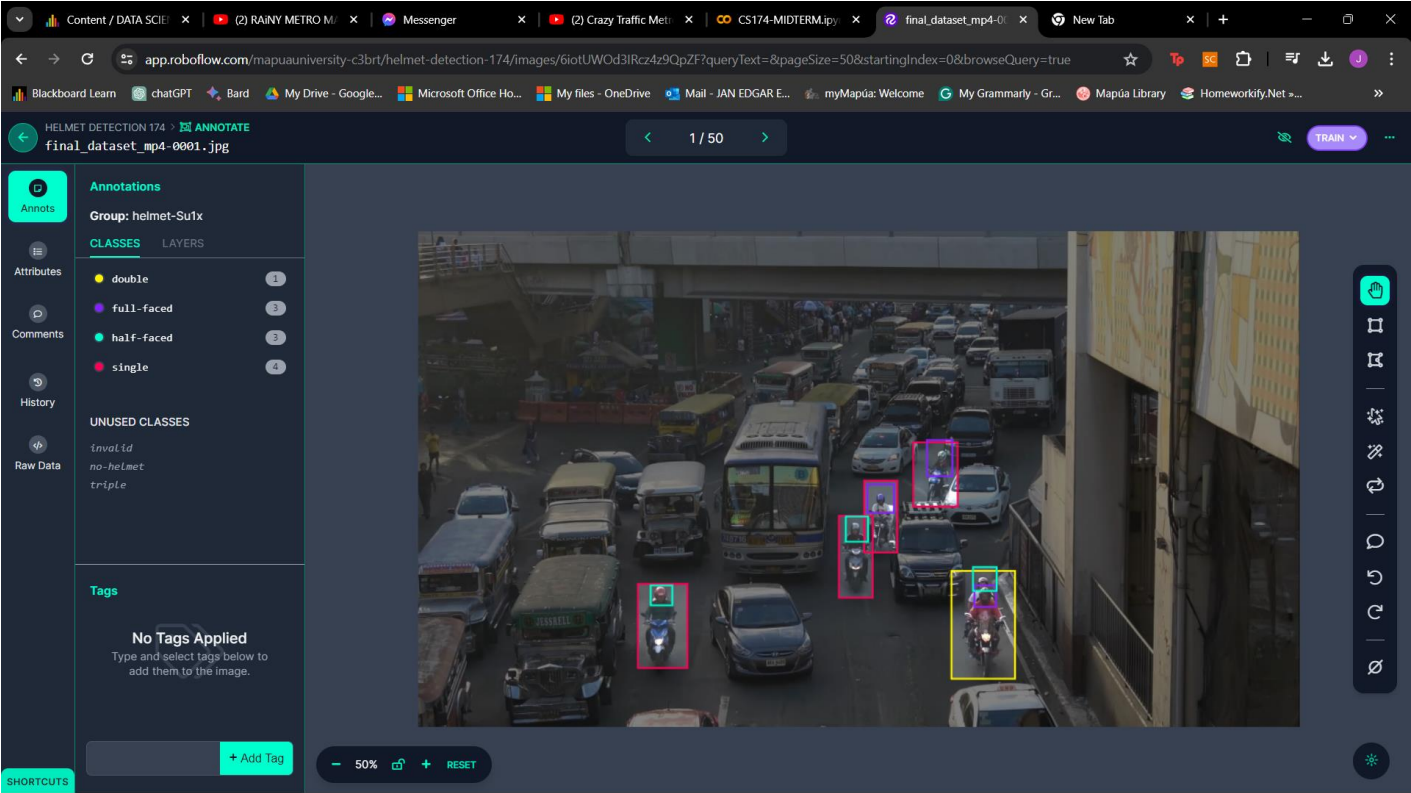 Content / DATA SCIEN
(2) RAiNY METRO MA
Messenger
(2) Crazy Traffic Metr
CS174-MIDTERM.ipy
final_dataset_mp4-00
New Tab
app.roboflow.com/mapuauniversity-c3brt/helmet-detection-174/images/6iotUWOd3IRcz4z9QpZF?queryText=&pageSize=50&startingIndex=0&browseQuery=true
Tp
SC
J
Blackboard Learn
chatGPT
Bard
My Drive - Google...
Microsoft Office Ho...
My files - OneDrive
Mail - JAN EDGAR E...
myMapúa: Welcome
My Grammarly - Gr...
Mapúa Library
Homeworkify.Net »...
HELMET DETECTION 174 > ANNOTATE
final_dataset_mp4-0001.jpg
1 / 50
TRAIN
Annots
Attributes
Comments
History
Raw Data
Annotations
Group: helmet-Su1x
CLASSES LAYERS
double 1
full-faced 3
half-faced 3
single 4
UNUSED CLASSES
invalid
no-helmet
triple
Tags
No Tags Applied
Type and select tags below to
add them to the image.
+ Add Tag
SHORTCUTS
JESSRELL
50%
RESET